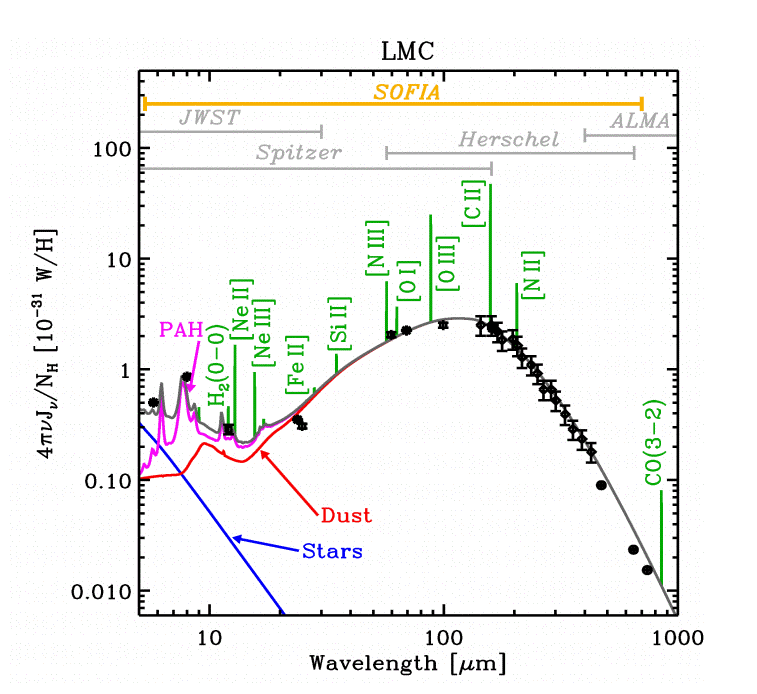 LMC
SOFIA
JWST
ALMA
Herschel
Spitzer
100
10
1
0.10
0.010
4πνJν/NH [10⁻³¹ W/H]
PAH
H₂(0−0)
[Ne II]
[Ne III]
[Fe II]
[Si II]
[N III]
[O I]
[O III]
[C II]
[N II]
CO(3−2)
Dust
Stars
10
100
1000
Wavelength [μm]